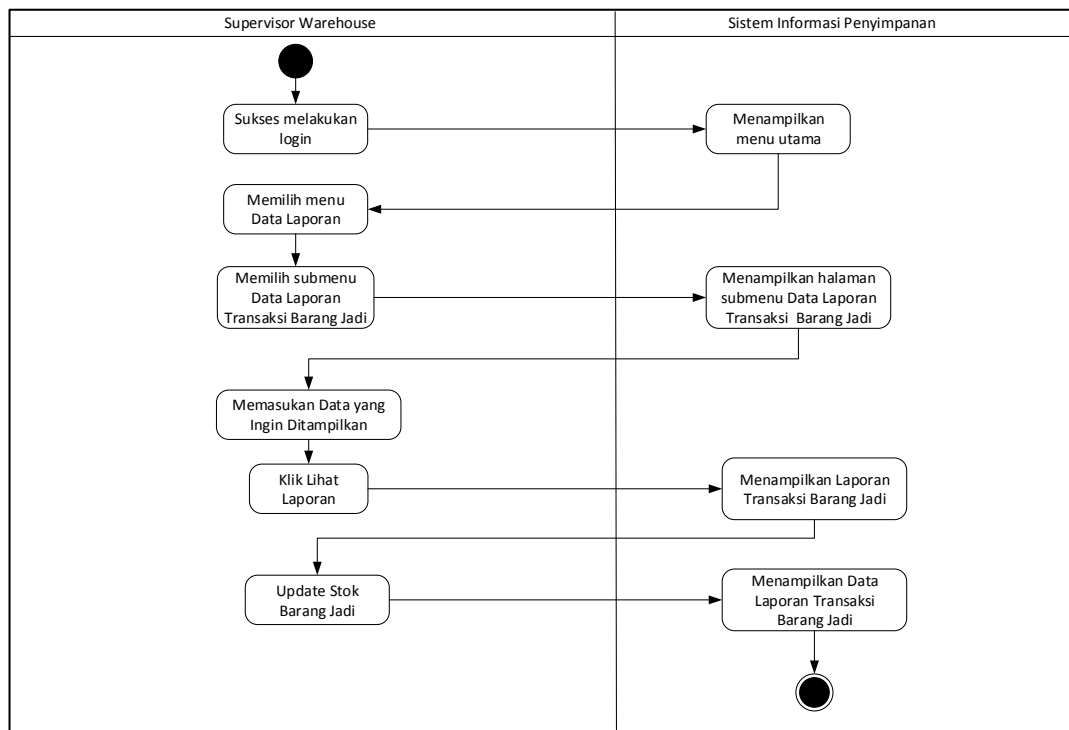 Supervisor Warehouse
Sistem Informasi Penyimpanan
Sukses melakukan
login
Menampilkan
menu utama
Memilih menu
Data Laporan
Memilih submenu
Data Laporan
Transaksi Barang Jadi
Menampilkan halaman
submenu Data Laporan
Transaksi Barang Jadi
Memasukan Data yang
Ingin Ditampilkan
Klik Lihat
Laporan
Menampilkan Laporan
Transaksi Barang Jadi
Update Stok
Barang Jadi
Menampilkan Data
Laporan Transaksi
Barang Jadi